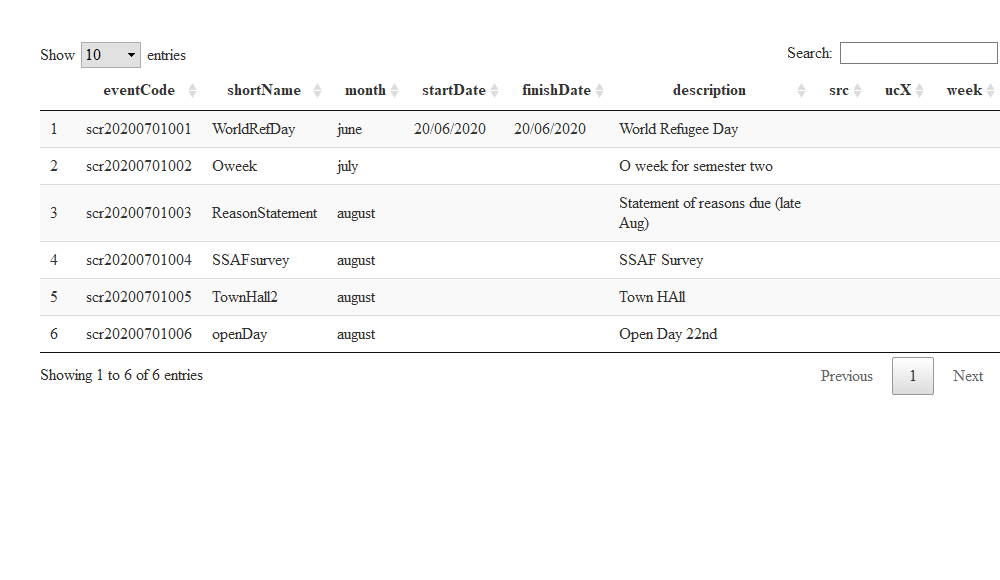 Show 10 entries Search:
eventCode shortName month startDate finishDate description src ucX week
1 scr20200701001 WorldRefDay june 20/06/2020 20/06/2020 World Refugee Day
2 scr20200701002 Oweek july O week for semester two
3 scr20200701003 ReasonStatement august Statement of reasons due (late
Aug)
4 scr20200701004 SSAFsurvey august SSAF Survey
5 scr20200701005 TownHall2 august Town HAll
6 scr20200701006 openDay august Open Day 22nd
Showing 1 to 6 of 6 entries Previous 1 Next